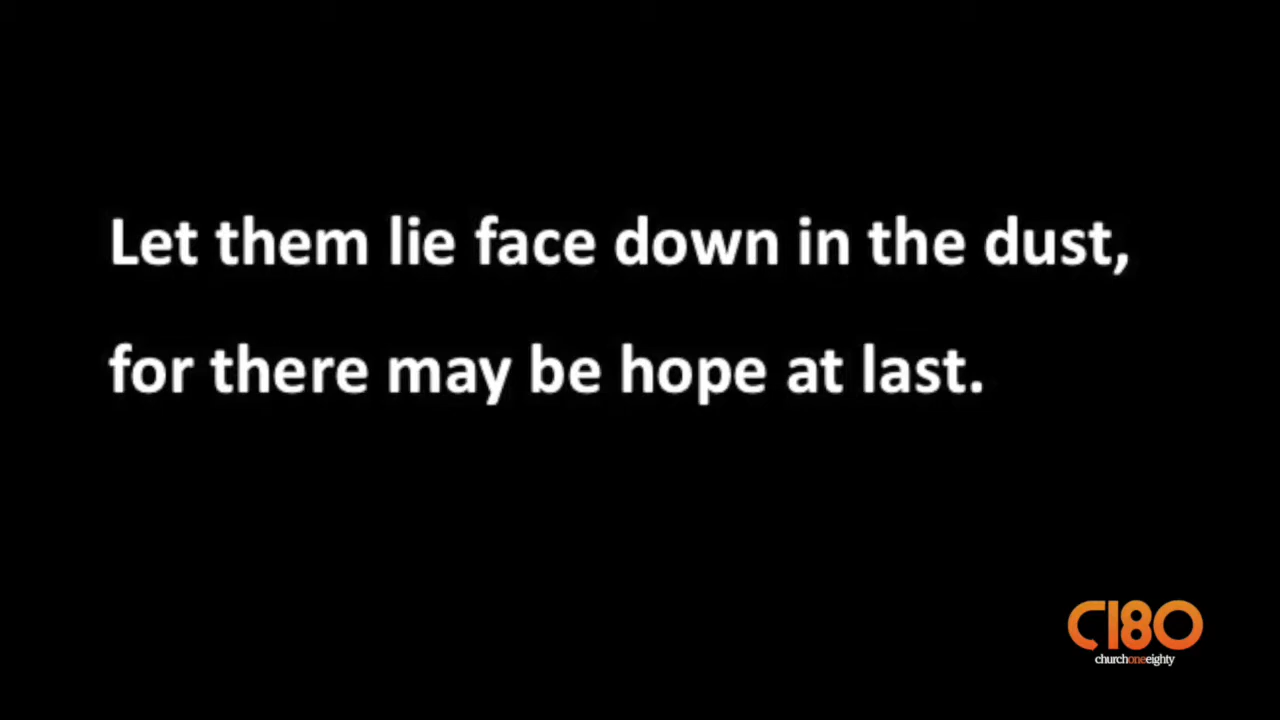 Let them lie face down in the dust,
for there may be hope at last.
C180
churchoneeighty